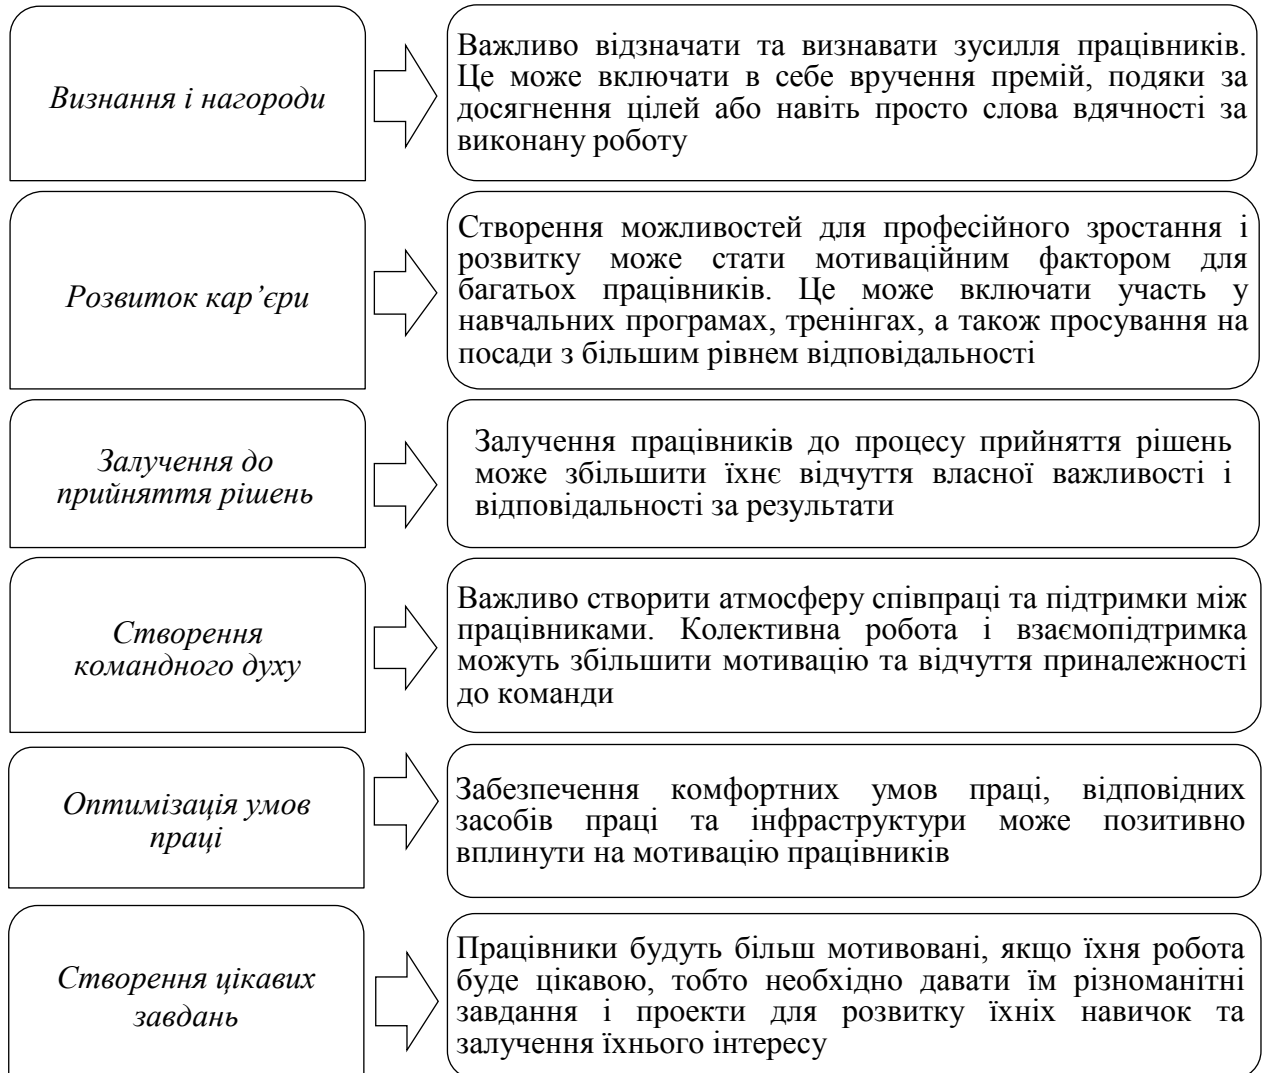 Визнання і нагороди
Важливо відзначати та визнавати зусилля працівників.
Це може включати в себе вручення премій, подяки за
досягнення цілей або навіть просто слова вдячності за
виконану роботу
Розвиток кар’єри
Створення можливостей для професійного зростання і
розвитку може стати мотиваційним фактором для
багатьох працівників. Це може включати участь у
навчальних програмах, тренінгах, а також просування на
посади з більшим рівнем відповідальності
Залучення до
прийняття рішень
Залучення працівників до процесу прийняття рішень
може збільшити їхнє відчуття власної важливості і
відповідальності за результати
Створення
командного духу
Важливо створити атмосферу співпраці та підтримки між
працівниками. Колективна робота і взаємопідтримка
можуть збільшити мотивацію та відчуття приналежності
до команди
Оптимізація умов
праці
Забезпечення комфортних умов праці, відповідних
засобів праці та інфраструктури може позитивно
вплинути на мотивацію працівників
Створення цікавих
завдань
Працівники будуть більш мотивовані, якщо їхня робота
буде цікавою, тобто необхідно давати їм різноманітні
завдання і проекти для розвитку їхніх навичок та
залучення їхнього інтересу